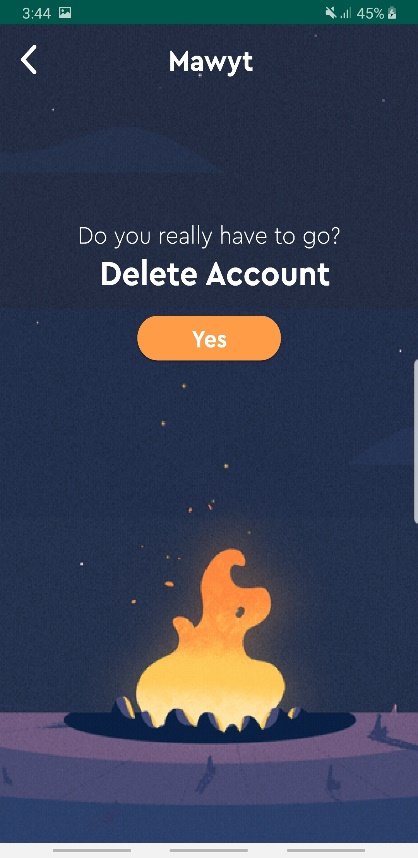 3:44 45%
Mawyt
Do you really have to go?
Delete Account
Yes